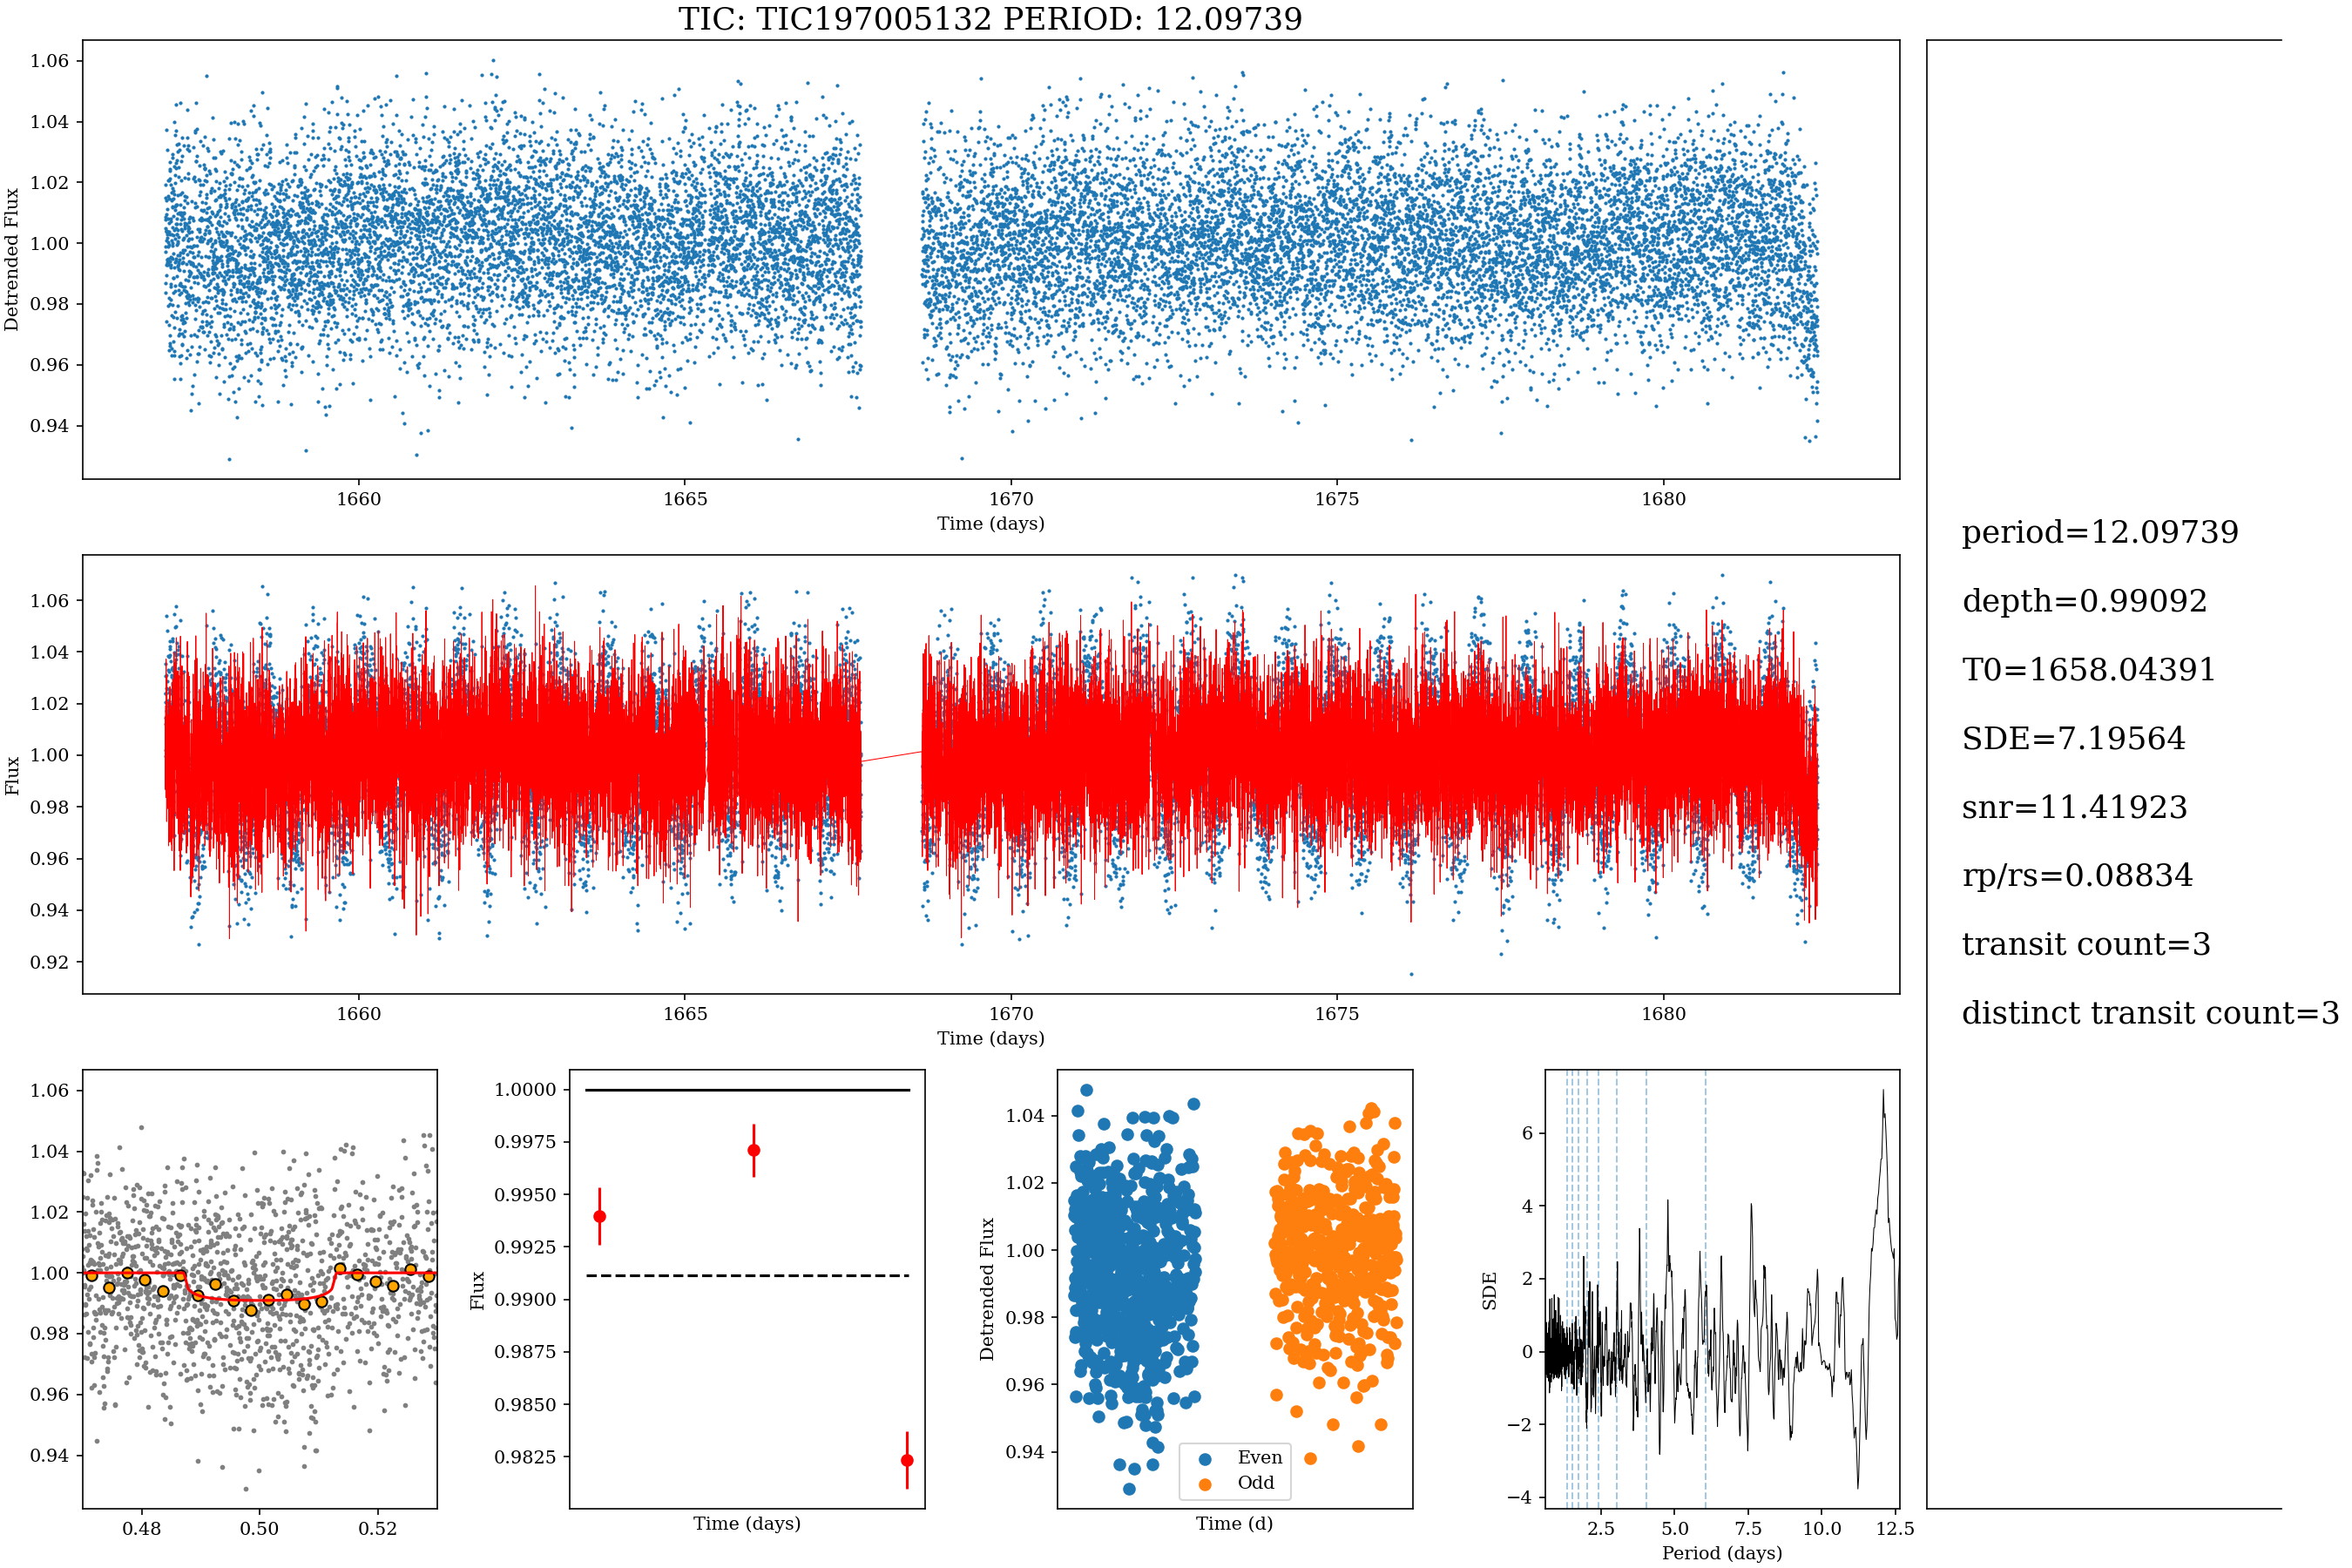 TIC: TIC197005132 PERIOD: 12.09739
1.06
1.04
1.02
1.00
0.98
0.96
0.94
Detrended Flux
1660
1665
1670
1675
1680
Time (days)
1.06
1.04
1.02
1.00
0.98
0.96
0.94
0.92
Flux
1660
1665
1670
1675
1680
Time (days)
period=12.09739
depth=0.99092
T0=1658.04391
SDE=7.19564
snr=11.41923
rp/rs=0.08834
transit count=3
distinct transit count=3
1.06
1.04
1.02
1.00
0.98
0.96
0.94
0.48
0.50
0.52
1.0000
0.9975
0.9950
0.9925
0.9900
0.9875
0.9850
0.9825
Flux
Time (days)
1.04
1.02
1.00
0.98
0.96
0.94
Detrended Flux
Even
Odd
Time (d)
6
4
2
0
−2
−4
SDE
2.5
5.0
7.5
10.0
12.5
Period (days)